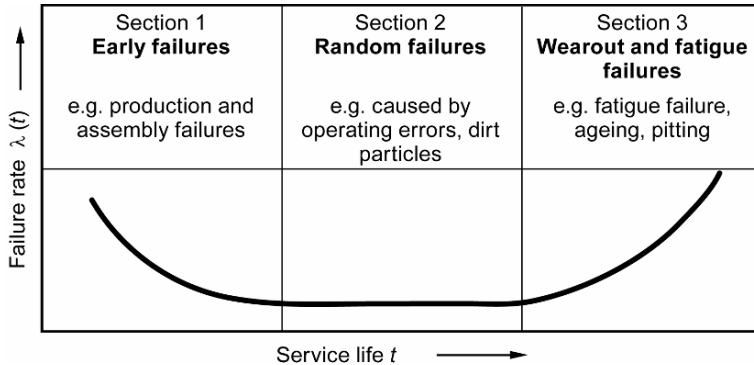 Section 1
Early failures
e.g. production and
assembly failures
Section 2
Random failures
e.g. caused by
operating errors, dirt
particles
Section 3
Wearout and fatigue
failures
e.g. fatigue failure,
ageing, pitting
Failure rate λ (t)
Service life t